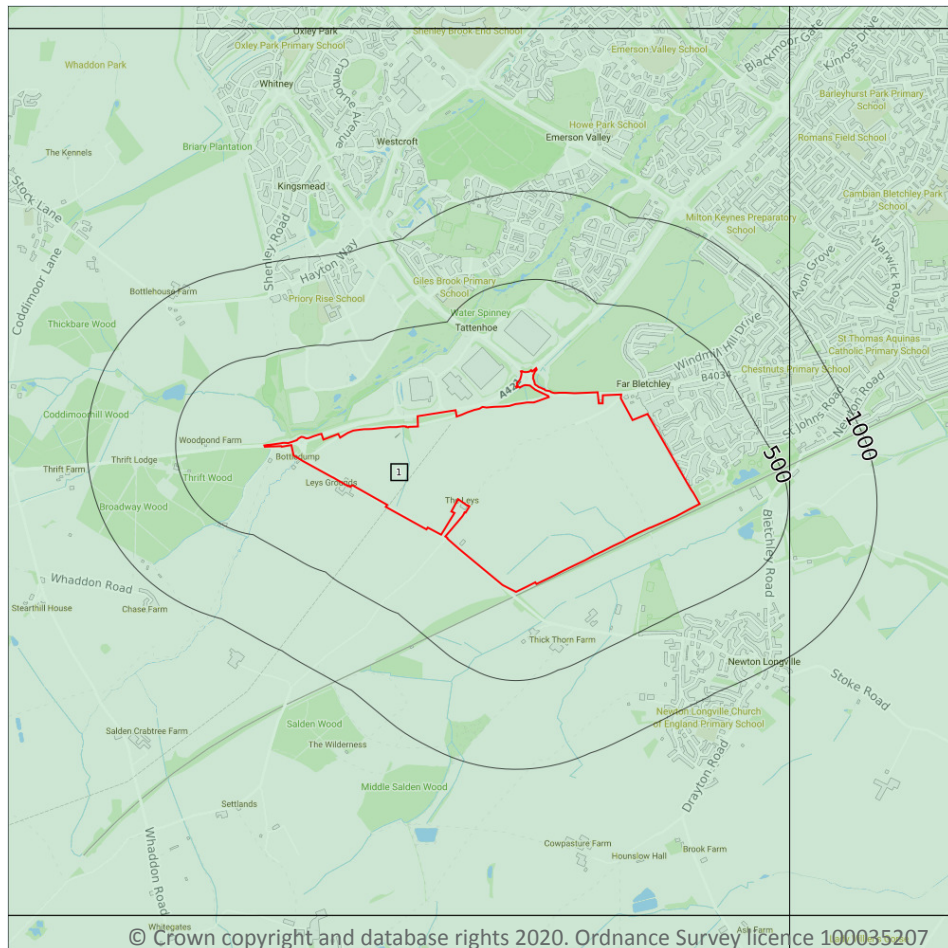 Oxley Park
Oxley Park Primary School
Shenley Brook End School
Emerson Valley School
Blackmoor Gate
Kinross Drive
Whaddon Park
Whitney
Camborne Avenue
Barleyhurst Park Primary
School
Howe Park School
Emerson Valley
Romans Field School
Westcroft
Briary Plantation
The Kennels
Stock Lane
Kingsmead
Cambian Bletchley Park
School
Milton Keynes Preparatory
School
Shenley Road
Hayton Way
Coddimoor Lane
Warwick Road
Avon Grove
Bottlehouse Farm
Giles Brook Primary
School
Priory Rise School
Water Spinney
Tattenhoe
Thickbare Wood
Windmill Hill Drive
St Thomas Aquinas
Catholic Primary School
Chestnuts Primary School
B4034
Far Bletchley
A421
St Johns Road
Newton Road
Coddimoorhill Wood
1000
Woodpond Farm
Thrift Lodge
Bottledump
500
Thrift Farm
Thrift Wood
1
Leys Grounds
The Leys
Broadway Wood
Bletchley Road
Whaddon Road
Stearthill House
Chase Farm
Thick Thorn Farm
Newton Longville
Stoke Road
Salden Wood
Newton Longville Church
of England Primary School
Salden Crabtree Farm
The Wilderness
Drayton Road
Middle Salden Wood
Settlands
Whaddon Road
Cowpasture Farm
Brook Farm
Hounslow Hall
Whitegates
© Crown copyright and database rights 2020. Ordnance Survey licence 100035207